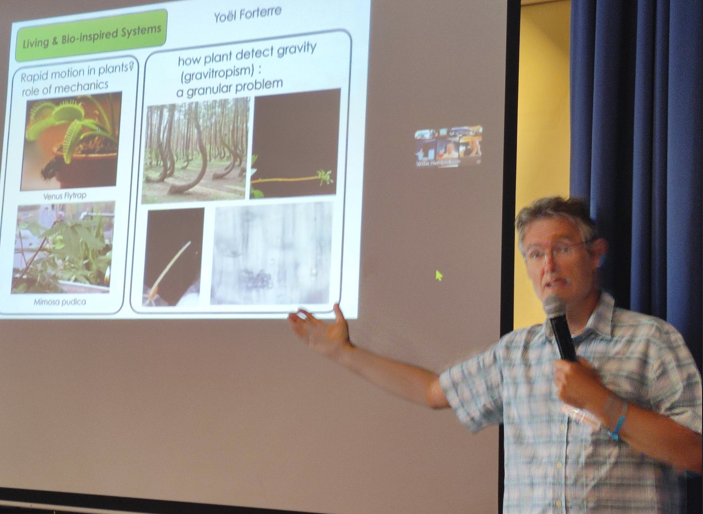 Living & Bio-inspired Systems
Yoël Forterre
Rapid motion in plants?
role of mechanics
Venus Flytrap
Mimosa pudica
how plant detect gravity
(gravitropism) :
a granular problem